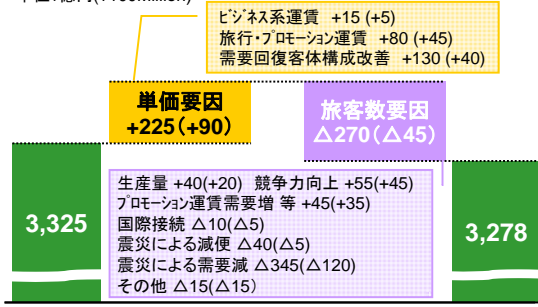 ﾋﾞｼﾞﾈｽ系運賃 +15 (+5)
旅行・ﾌﾟﾛﾓｰｼｮﾝ運賃 +80 (+45)
需要回復客体構成改善 +130 (+40)
単価要因
+225(+90)
旅客数要因
△270(△45)
生産量 +40(+20) 競争力向上 +55(+45)
ﾌﾟﾛﾓｰｼｮﾝ運賃需要増 等 +45(+35)
国際接続 △10(△5)
震災による減便 △40(△5)
震災による需要減 △345(△120)
その他 △15(△15)
3,325
3,278